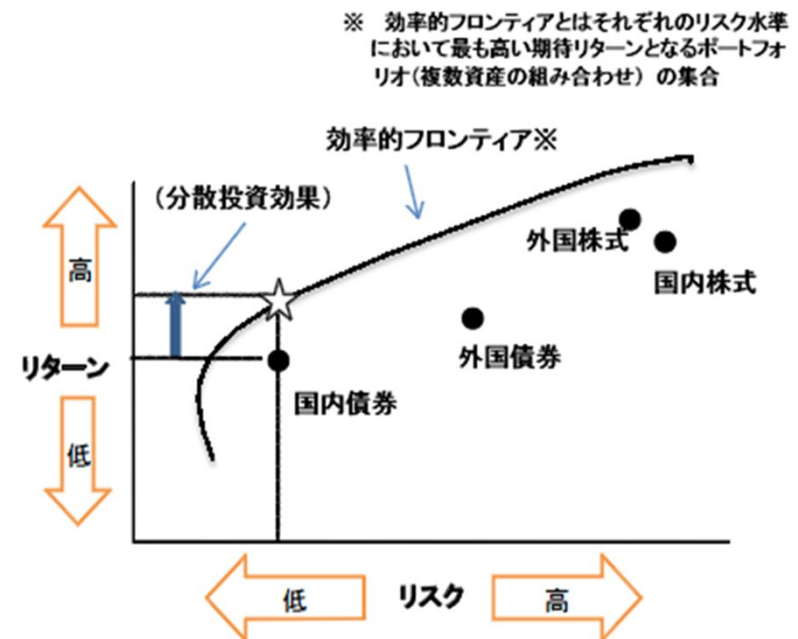 ※ 効率的フロンティアとはそれぞれのリスク水準
において最も高い期待リターンとなるポートフォ
リオ(複数資産の組み合わせ)の集合
効率的フロンティア※
(分散投資効果)
外国株式
国内株式
高
リターン
外国債券
国内債券
低
低
リスク
高